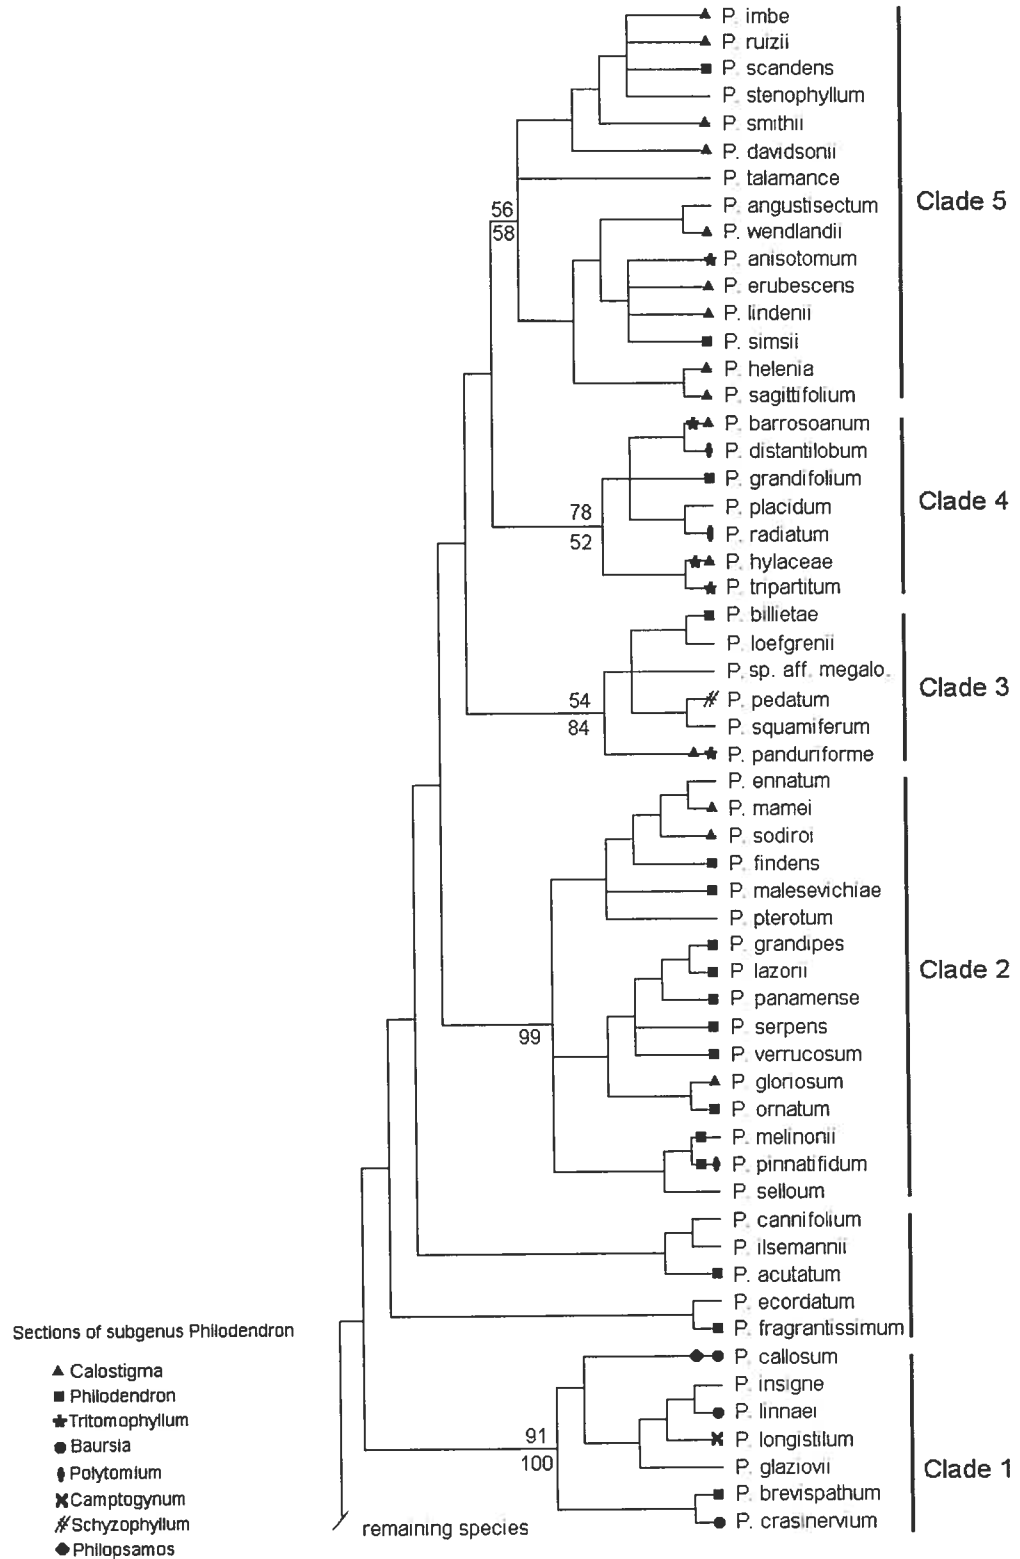 P. imbe
P. ruizii
P. scandens
P. stenophyllum
P. smithii
P. davidsonii
P. talamance
P. angustisectum
P. wendlandii
P. anisotomum
P. erubescens
P. lindenii
P. simsii
P. helenia
P. sagittifolium
Clade 5
56
58
P. barrosoanum
P. distantilobum
P. grandifolium
P. placidum
P. radiatum
P. hylaceae
P. tripartitum
Clade 4
78
52
P. billietae
P. loefgrenii
P. sp. aff. megalo.
P. pedatum
P. squamiferum
P. panduriforme
Clade 3
54
84
P. ennatum
P. mamei
P. sodiroi
P. findens
P. malesevichiae
P. pterotum
P. grandipes
P. lazorii
P. panamense
P. serpens
P. verrucosum
P. gloriosum
P. ornatum
P. melinonii
P. pinnatifidum
P. selloum
Clade 2
99
P. cannifolium
P. ilsemannii
P. acutatum
P. ecordatum
P. fragrantissimum
P. callosum
P. insigne
P. linnaei
P. longistilum
P. glaziovii
P. brevispathum
P. crasinervium
Clade 1
91
100
remaining species
Sections of subgenus Philodendron
Calostigma
Philodendron
Tritomophyllum
Baursia
Polytomium
Camptogynum
Schyzophyllum
Philopsamos